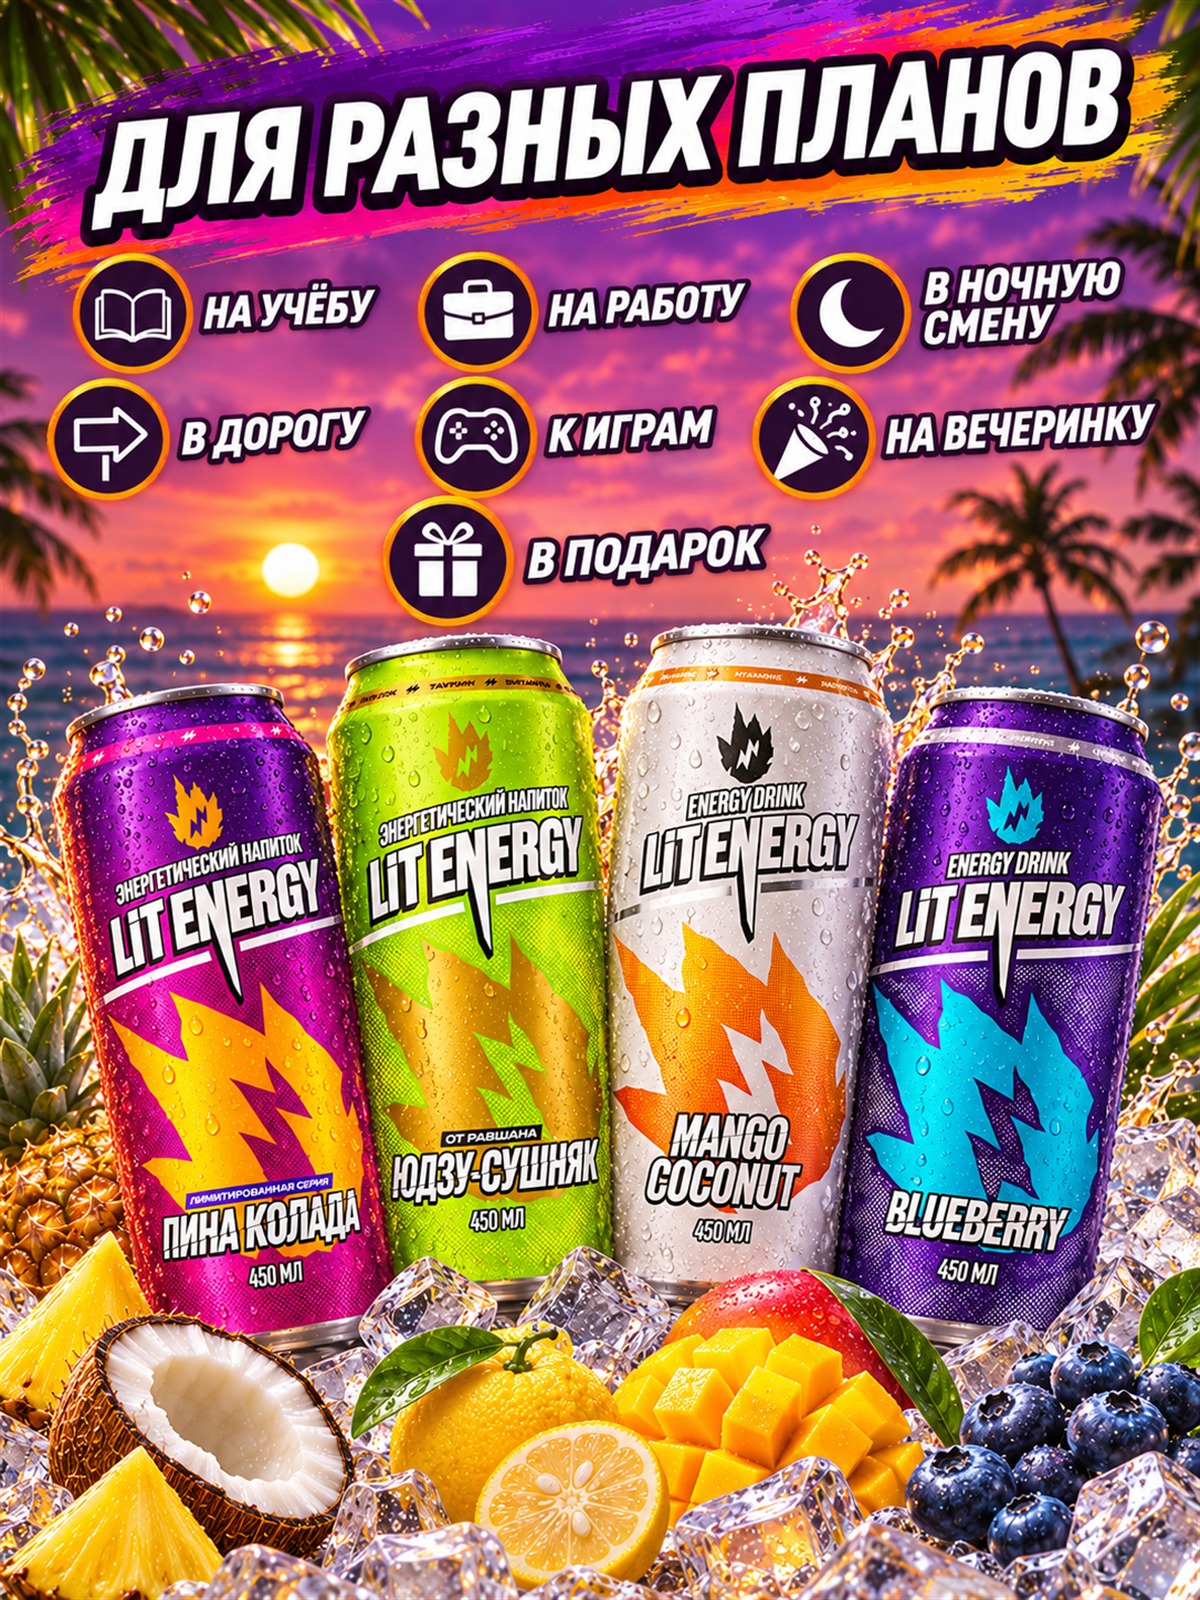 ДЛЯ РАЗНЫХ ПЛАНОВ
НА УЧЁБУ
НА РАБОТУ
В НОЧНУЮ
СМЕНУ
В ДОРОГУ
К ИГРАМ
НА ВЕЧЕРИНКУ
В ПОДАРОК
ЭНЕРГЕТИЧЕСКИЙ НАПИТОК
LIT ENERGY
ЛИМИТИРОВАННАЯ СЕРИЯ
ПИНА КОЛАДА
450 МЛ
ТАУРИН
ЭНЕРГЕТИЧЕСКИЙ НАПИТОК
LIT ENERGY
ОТ РАВШАНА
ЮДЗУ-СУШНЯК
450 МЛ
ENERGY DRINK
LIT ENERGY
MANGO
COCONUT
450 МЛ
ENERGY DRINK
LIT ENERGY
BLUEBERRY
450 МЛ